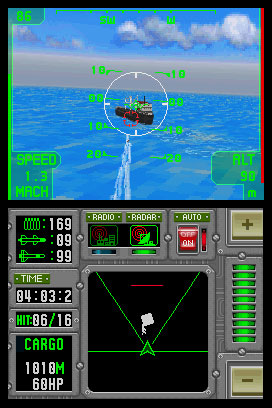 86
SW W
10 10
00 00
-10
20 20
SPEED
1.3
MACH
ALT
90
m
:169
:09
:99
RADIO RADAR AUTO
OFF
ON
TIME
04:03:2
HIT:06/16
CARGO
1010M
60HP